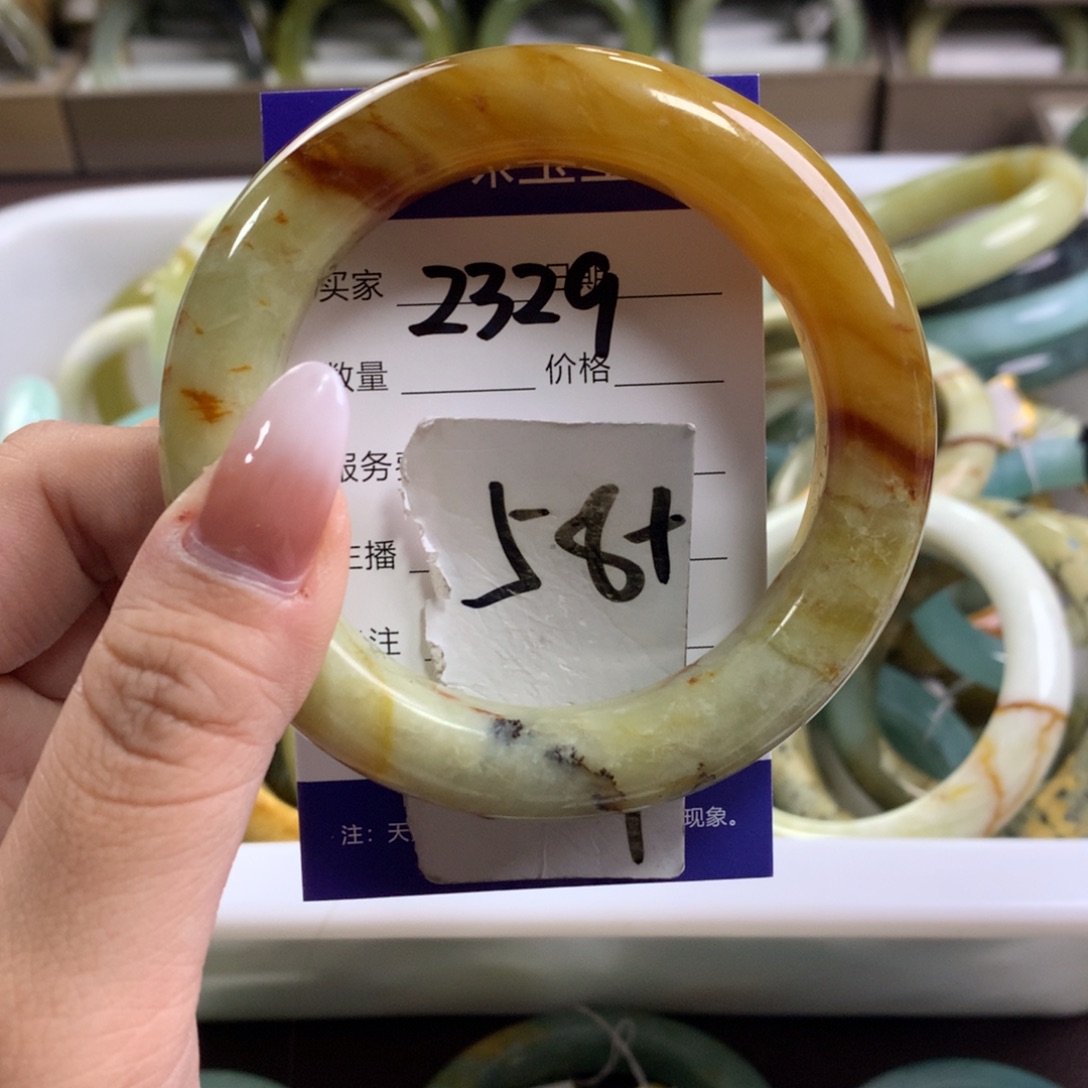 买家 2329
数量 价格
服务
主播
58+
注
注：天 现象。